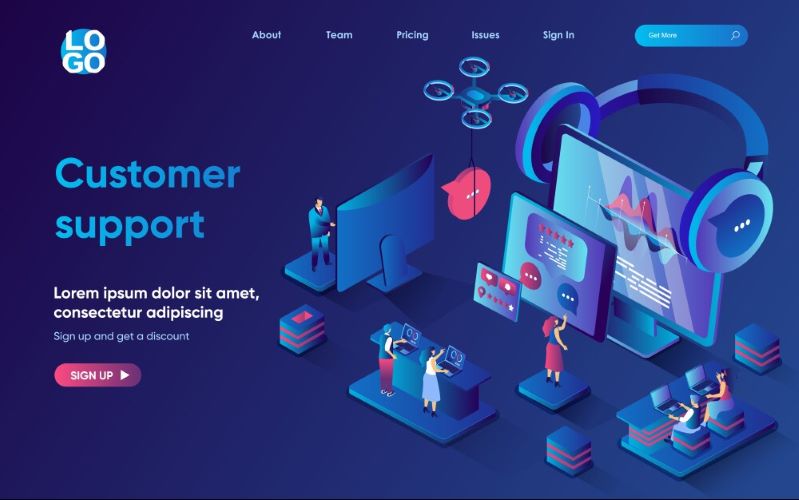 LO
GO
About Team Pricing Issues Sign In Get More
Customer
support
Lorem ipsum dolor sit amet,
consectetur adipiscing
Sign up and get a discount
SIGN UP